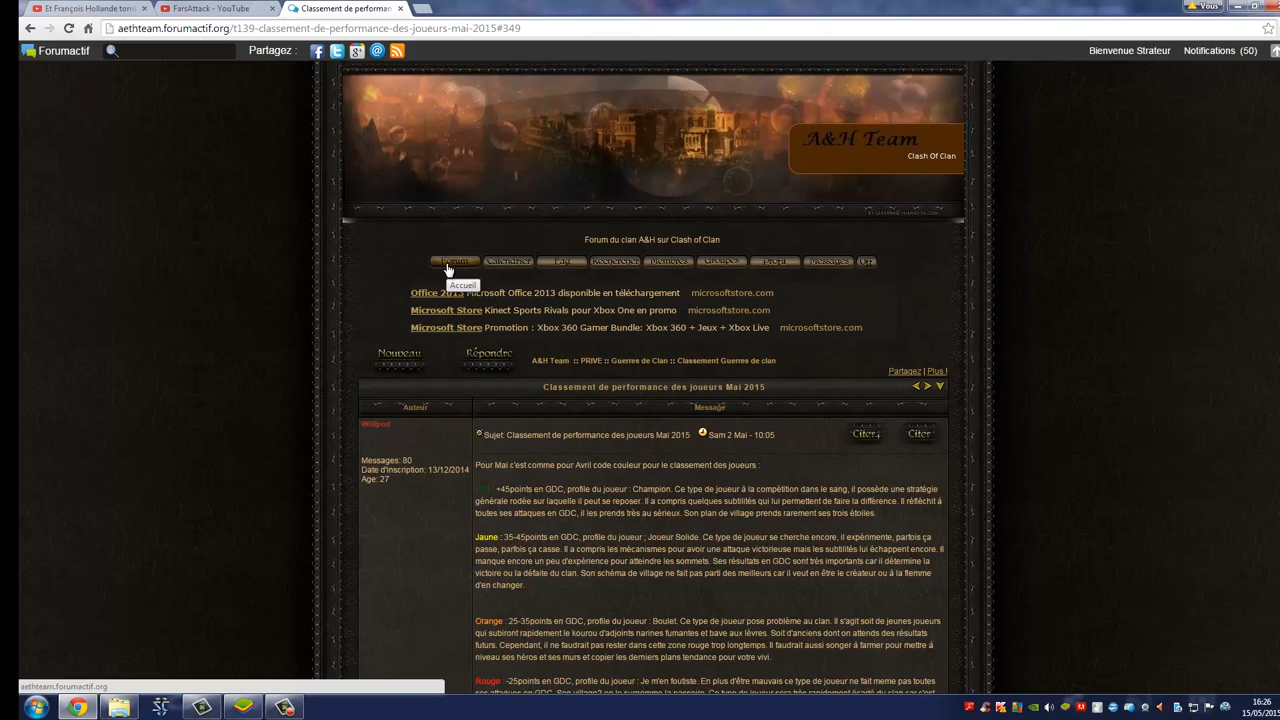 Et François Hollande tomb
FarsAttack - YouTube
Classement de performan
Vous
aethteam.forumactif.org/t139-classement-de-performance-des-joueurs-mai-2015#349
Forumactif
Partagez :
Bienvenue Strateur
Notifications (50)
A&H Team
Clash Of Clan
Forum du clan A&H sur Clash of Clan
Forum Calendrier FAQ Rechercher Membres Groupes Profil Messages
Accueil
Office 2013 Microsoft Office 2013 disponible en téléchargement microsoftstore.com
Microsoft Store Kinect Sports Rivals pour Xbox One en promo microsoftstore.com
Microsoft Store Promotion : Xbox 360 Gamer Bundle: Xbox 360 + Jeux + Xbox Live microsoftstore.com
Nouveau Répondre A&H Team :: PRIVE :: Guerres de Clan :: Classement Guerres de clan
Partagez | Plus !
Classement de performance des joueurs Mai 2015
Auteur Message
Willipod
Sujet: Classement de performance des joueurs Mai 2015 Sam 2 Mai - 10:05 Citer+ Citer
Messages: 80
Date d'inscription: 13/12/2014
Age: 27
Pour Mai c'est comme pour Avril code couleur pour le classement des joueurs :
+45points en GDC, profile du joueur : Champion. Ce type de joueur à la compétition dans le sang, il possède une stratégie
générale rodée sur laquelle il peut se reposer. Il a compris quelques subtilités qui lui permettent de faire la différence. Il réfléchit à
toutes ses attaques en GDC, il les prends très au sérieux. Son plan de village prends rarement ses trois étoiles.
Jaune : 35-45points en GDC, profile du joueur ; Joueur Solide. Ce type de joueur se cherche encore, il expérimente, parfois ça
passe, parfois ça casse. Il a compris les mécanismes pour avoir une attaque victorieuse mais les subtilités lui échappent encore. Il
manque encore un peu d'expérience pour atteindre les sommets. Ses résultats en GDC sont très importants car il détermine la
victoire ou la défaite du clan. Son schéma de village ne fait pas parti des meilleurs car il veut en être le créateur ou à la flemme
d'en changer.
Orange : 25-35points en GDC, profile du joueur : Boulet. Ce type de joueur pose problème au clan. Il s'agit soit de jeunes joueurs
qui subiront rapidement le kourou d'adjoints narines fumantes et bave aux lèvres. Soit d'anciens dont on attends des résultats
futurs. Cependant, il ne faudrait pas rester dans cette zone rouge trop longtemps. Il faudrait aussi songer à farmer pour mettre à
niveau ses héros et ses murs et copier les derniers plans tendance pour votre vivi.
Rouge : -25points en GDC, profile du joueur : Je m'en foutiste. En plus d'être mauvais ce type de joueur ne fait meme pas toutes
aethteam.forumactif.org
16:26
15/05/2015